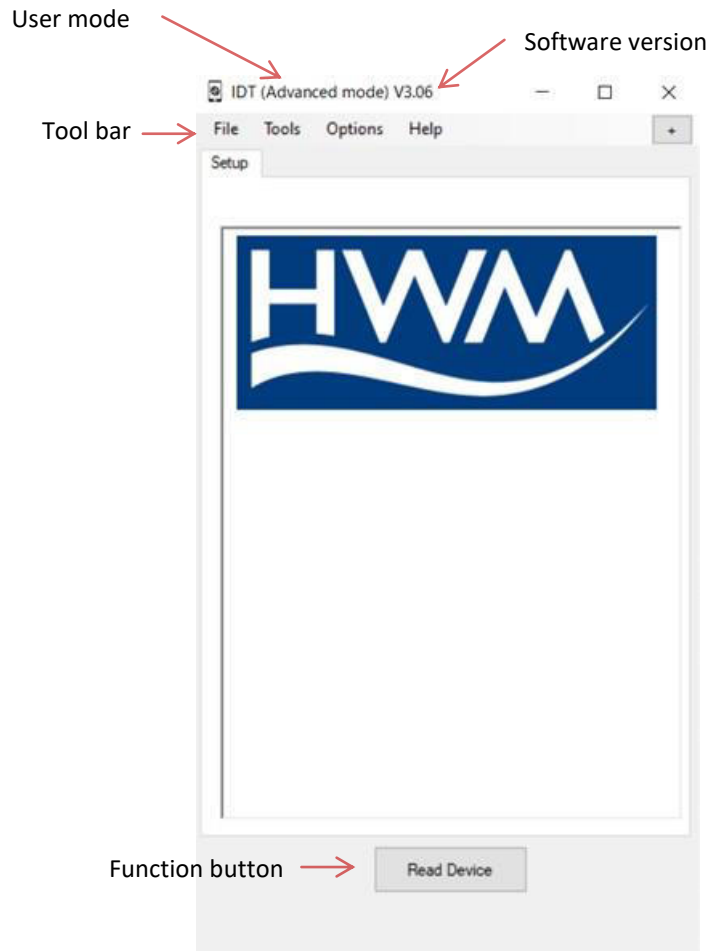 User mode
Software version
IDT (Advanced mode) V3.06
Tool bar
File Tools Options Help +
Setup
HWM
Function button
Read Device